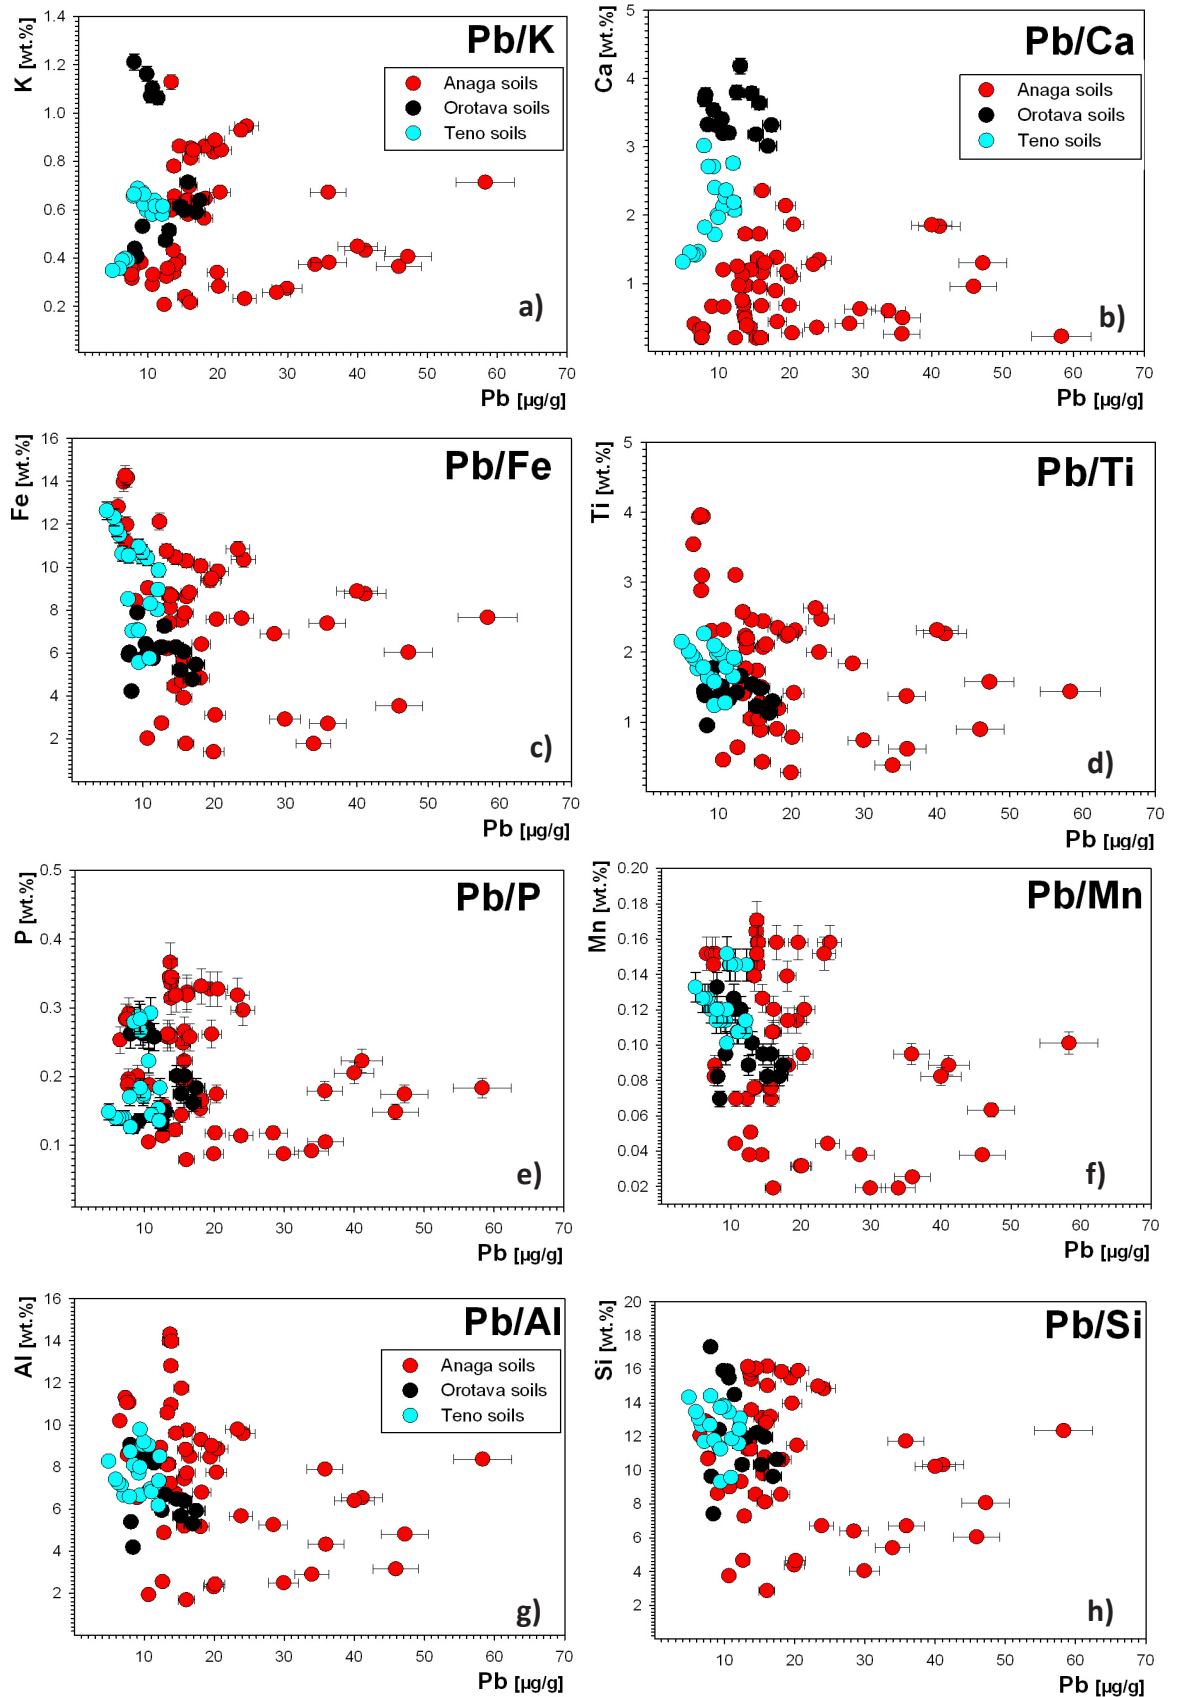 Pb/K
K [wt.%]
1.4
1.2
1.0
0.8
0.6
0.4
0.2
Anaga soils
Orotava soils
Teno soils
a)
10 20 30 40 50 60 70
Pb [µg/g]
Pb/Ca
Ca [wt.%]
5
4
3
2
1
Anaga soils
Orotava soils
Teno soils
b)
10 20 30 40 50 60 70
Pb [µg/g]
Pb/Fe
Fe [wt.%]
16
14
12
10
8
6
4
2
c)
10 20 30 40 50 60 70
Pb [µg/g]
Pb/Ti
Ti [wt.%]
5
4
3
2
1
d)
10 20 30 40 50 60 70
Pb [µg/g]
Pb/P
P [wt.%]
0.5
0.4
0.3
0.2
0.1
e)
10 20 30 40 50 60 70
Pb [µg/g]
Pb/Mn
Mn [wt.%]
0.20
0.18
0.16
0.14
0.12
0.10
0.08
0.06
0.04
0.02
f)
10 20 30 40 50 60 70
Pb [µg/g]
Pb/Al
Al [wt.%]
16
14
12
10
8
6
4
2
Anaga soils
Orotava soils
Teno soils
g)
10 20 30 40 50 60 70
Pb [µg/g]
Pb/Si
Si [wt.%]
20
18
16
14
12
10
8
6
4
2
h)
10 20 30 40 50 60 70
Pb [µg/g]